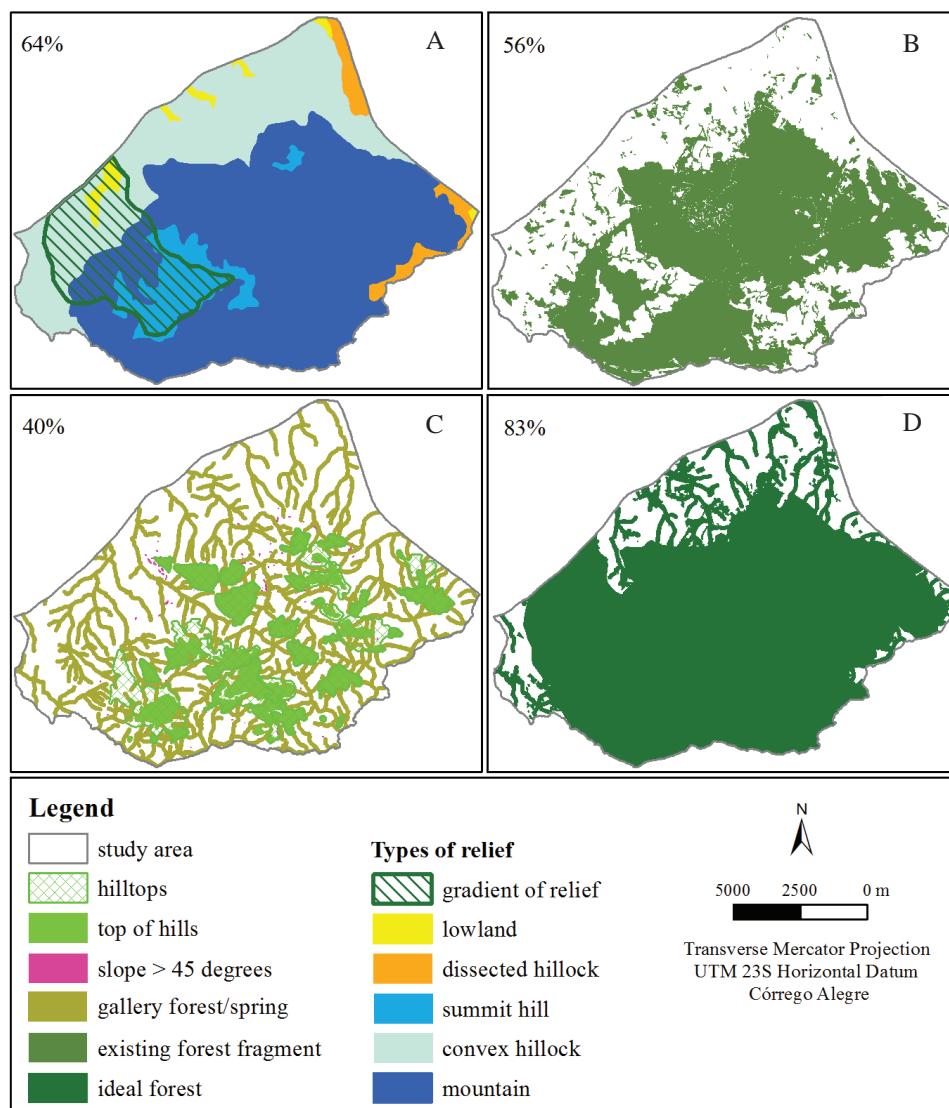 64%
A
56%
B
40%
C
83%
D
Legend
study area
hilltops
top of hills
slope > 45 degrees
gallery forest/spring
existing forest fragment
ideal forest
Types of relief
gradient of relief
lowland
dissected hillock
summit hill
convex hillock
mountain
N
5000 2500 0 m
Transverse Mercator Projection
UTM 23S Horizontal Datum
Córrego Alegre